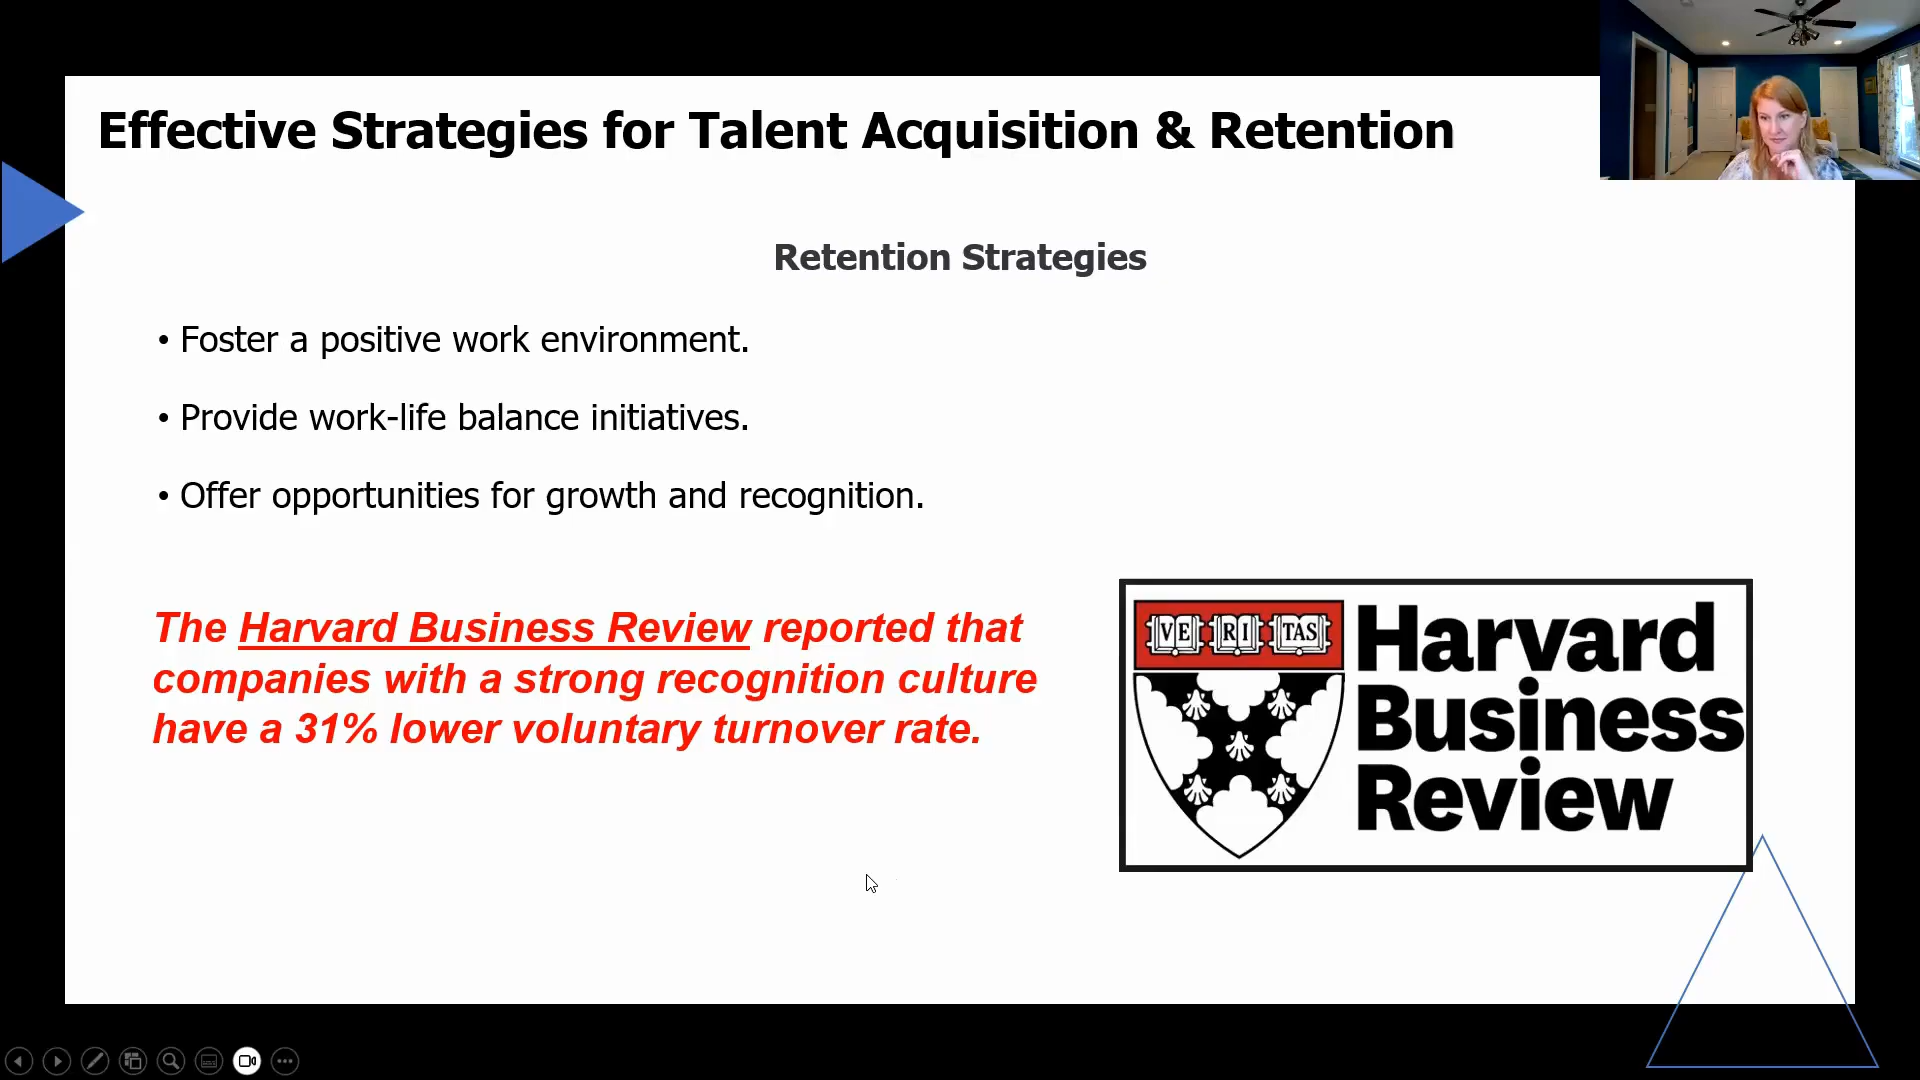 Effective Strategies for Talent Acquisition & Retention
Retention Strategies
• Foster a positive work environment.
• Provide work-life balance initiatives.
• Offer opportunities for growth and recognition.
The Harvard Business Review reported that
companies with a strong recognition culture
have a 31% lower voluntary turnover rate.
VE RI TAS
Harvard
Business
Review